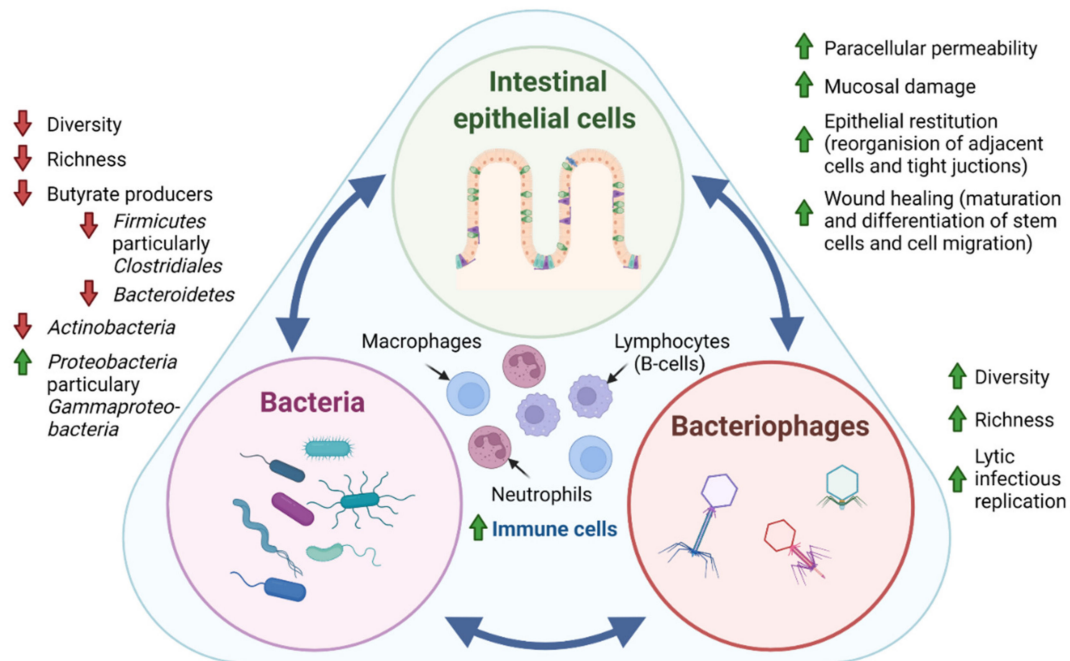 Intestinal
epithelial cells
Diversity
Richness
Butyrate producers
Firmicutes
particularly
Clostridiales
Bacteroidetes
Actinobacteria
Proteobacteria
particulary
Gammaproteo-
bacteria
Paracellular permeability
Mucosal damage
Epithelial restitution
(reorganision of adjacent
cells and tight juctions)
Wound healing (maturation
and differentiation of stem
cells and cell migration)
Macrophages
Lymphocytes
(B-cells)
Neutrophils
Immune cells
Bacteria
Bacteriophages
Diversity
Richness
Lytic
infectious
replication